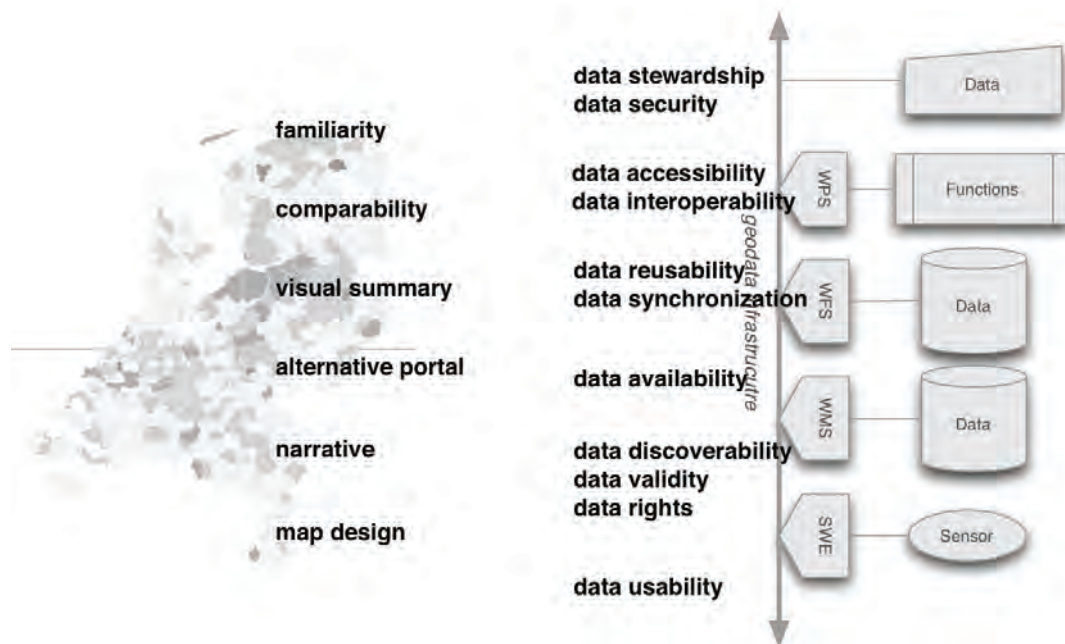 familiarity
comparability
visual summary
alternative portal
narrative
map design
data stewardship
data security
data accessibility
data interoperability
data reusability
data synchronization
data availability
data discoverability
data validity
data rights
data usability
geodata infrastrucutre
Data
WPS
Functions
WFS
Data
WMS
Data
SWE
Sensor